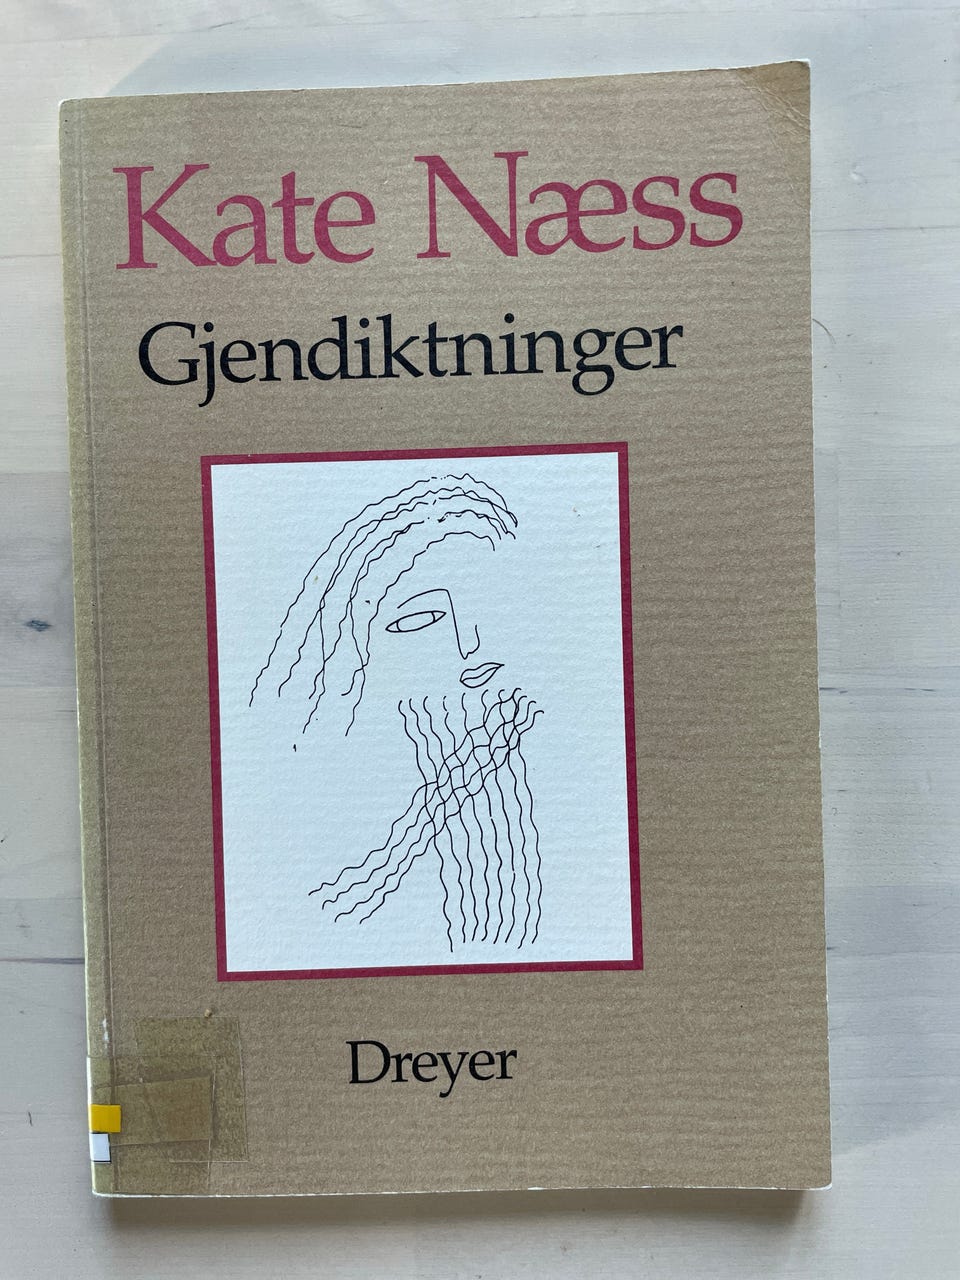 Kate Næss
Gjendiktninger
Dreyer